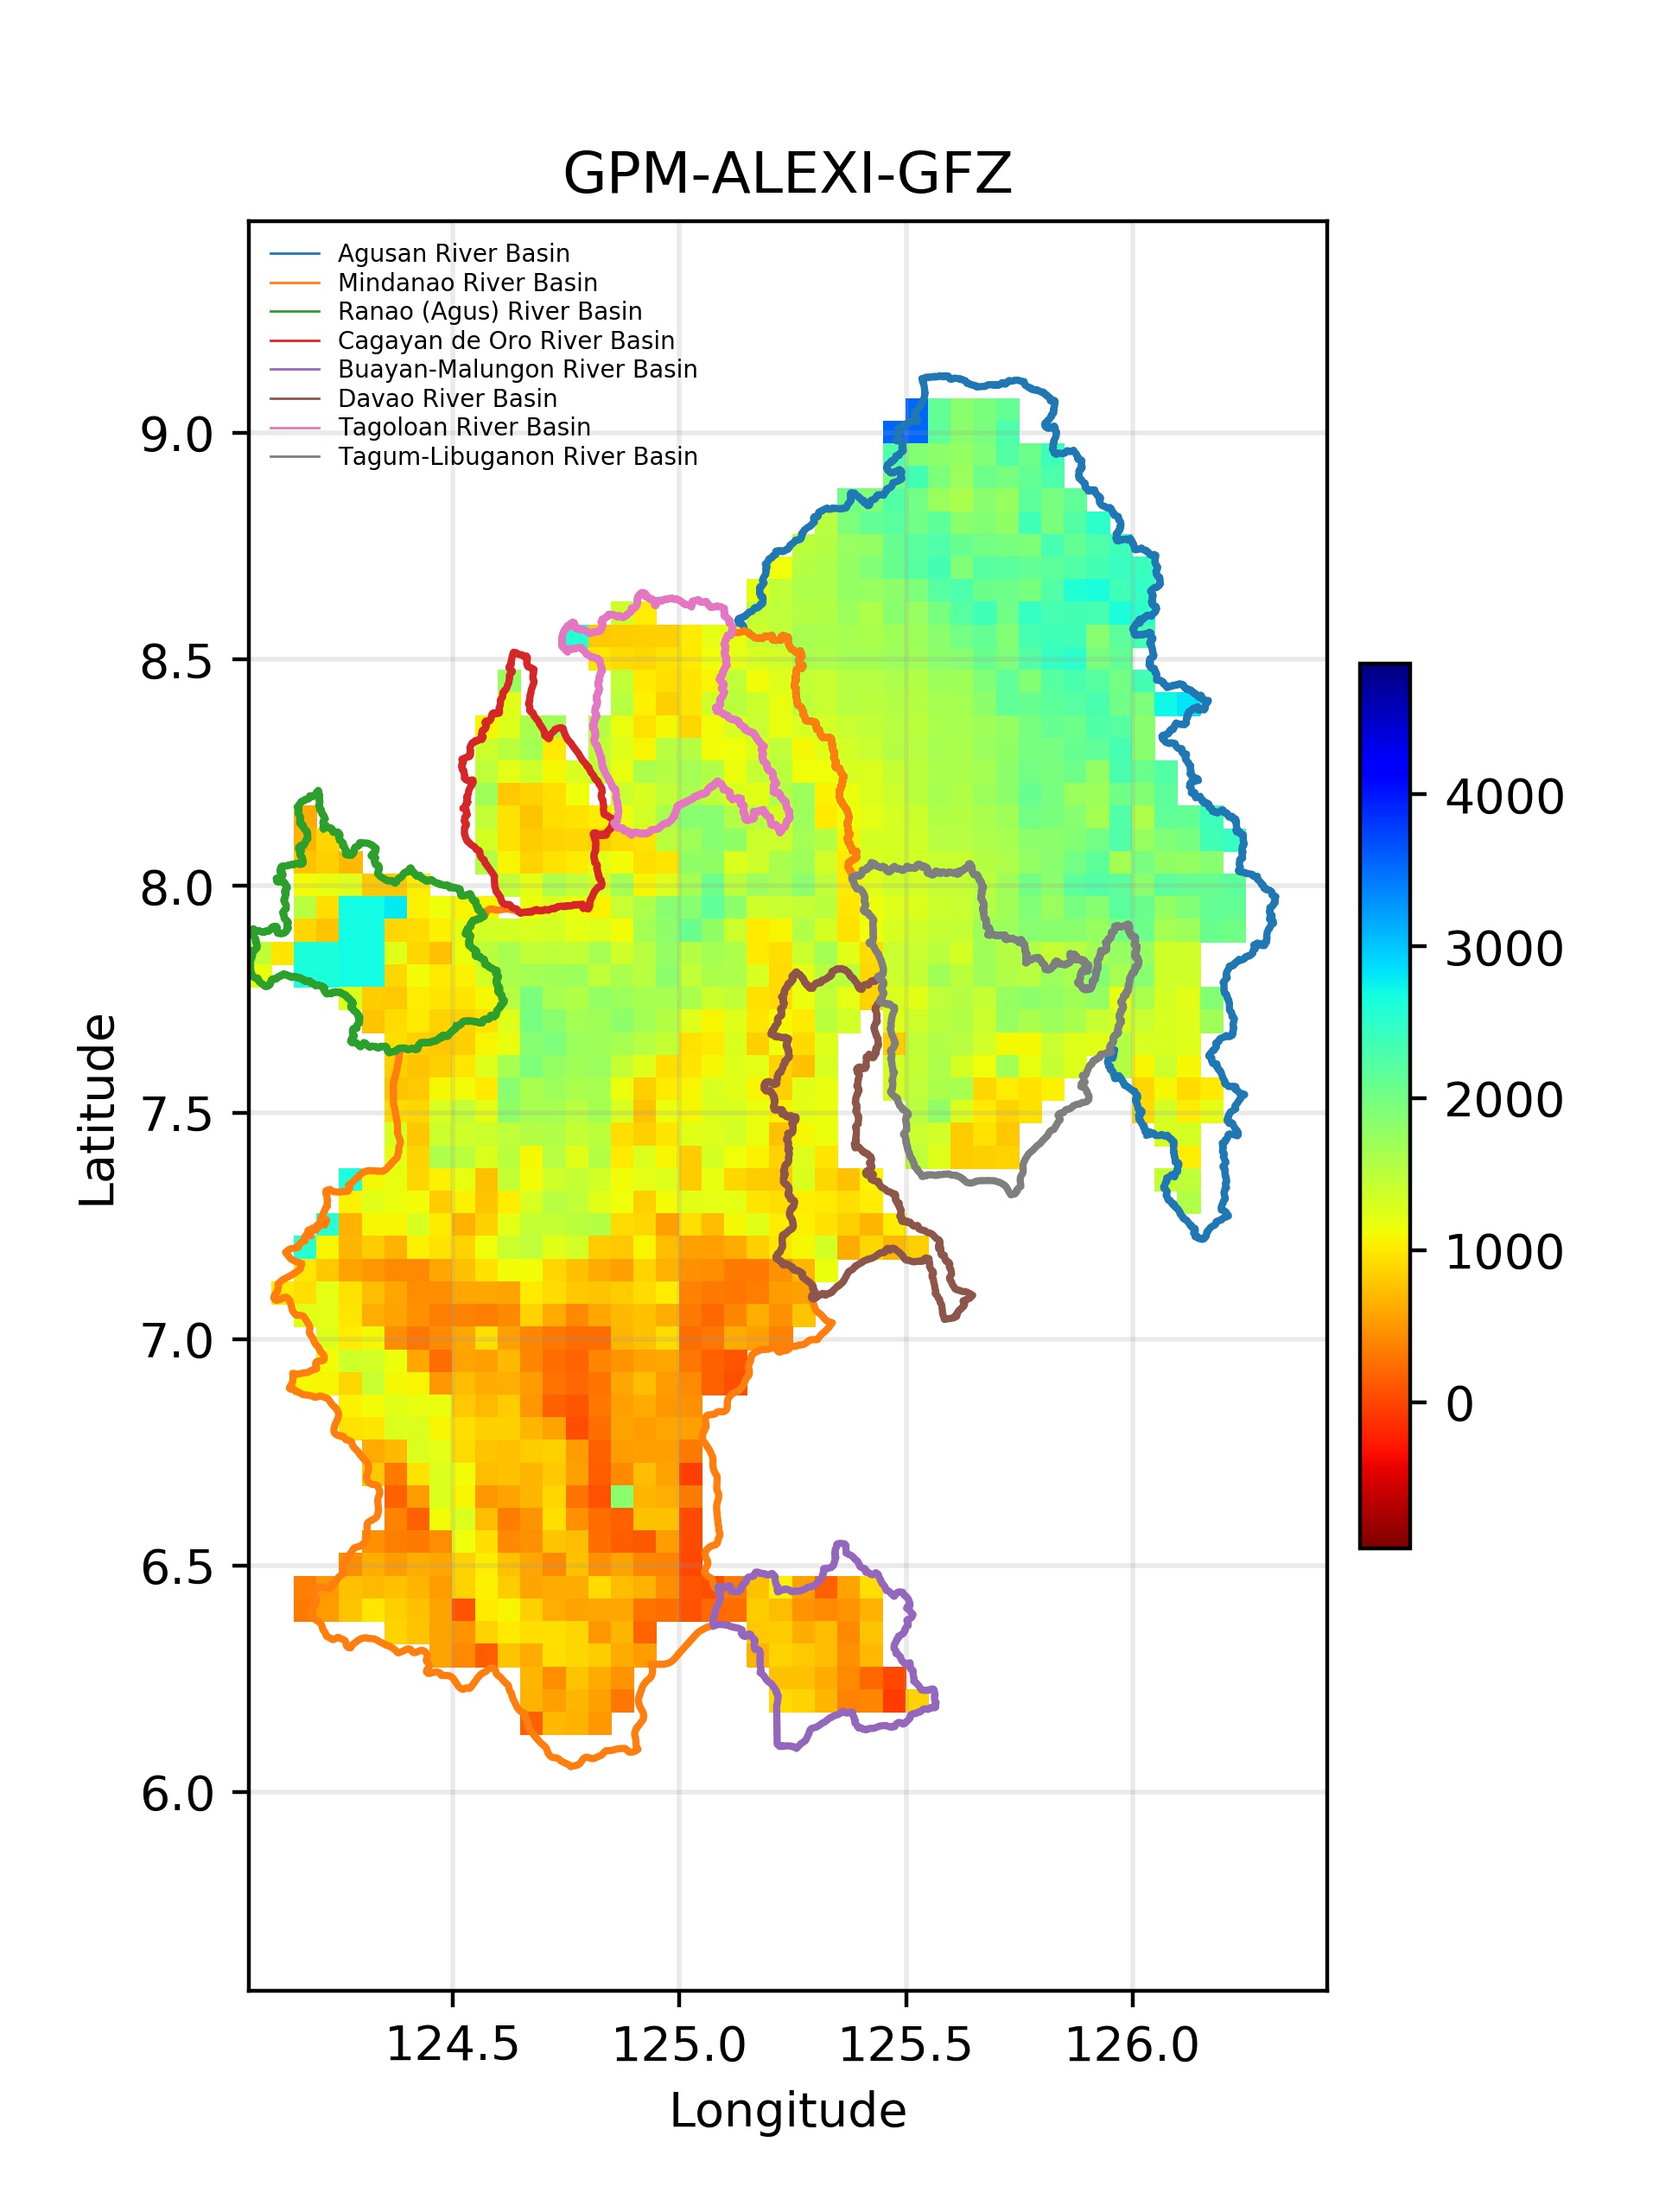 GPM-ALEXI-GFZ
Agusan River Basin
Mindanao River Basin
Ranao (Agus) River Basin
Cagayan de Oro River Basin
Buayan-Malungon River Basin
Davao River Basin
Tagoloan River Basin
Tagum-Libuganon River Basin
9.0
8.5
8.0
7.5
7.0
6.5
6.0
Latitude
124.5 125.0 125.5 126.0
Longitude
4000
3000
2000
1000
0